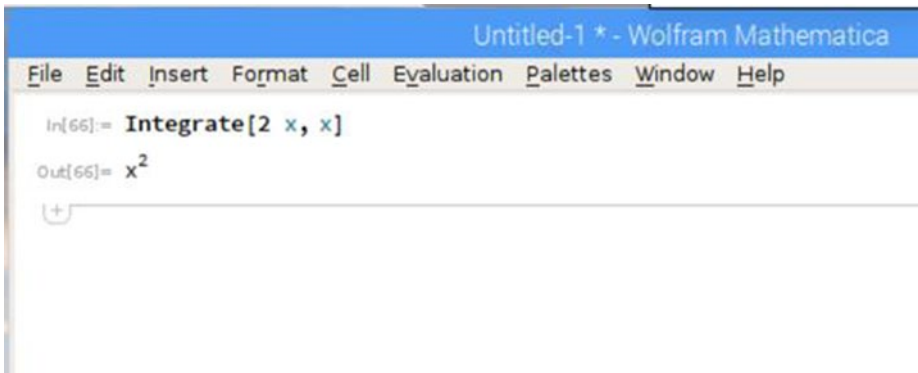 Untitled-1 * - Wolfram Mathematica
File Edit Insert Format Cell Evaluation Palettes Window Help
In[66]:= Integrate[2 x, x]
Out[66]= x²
+